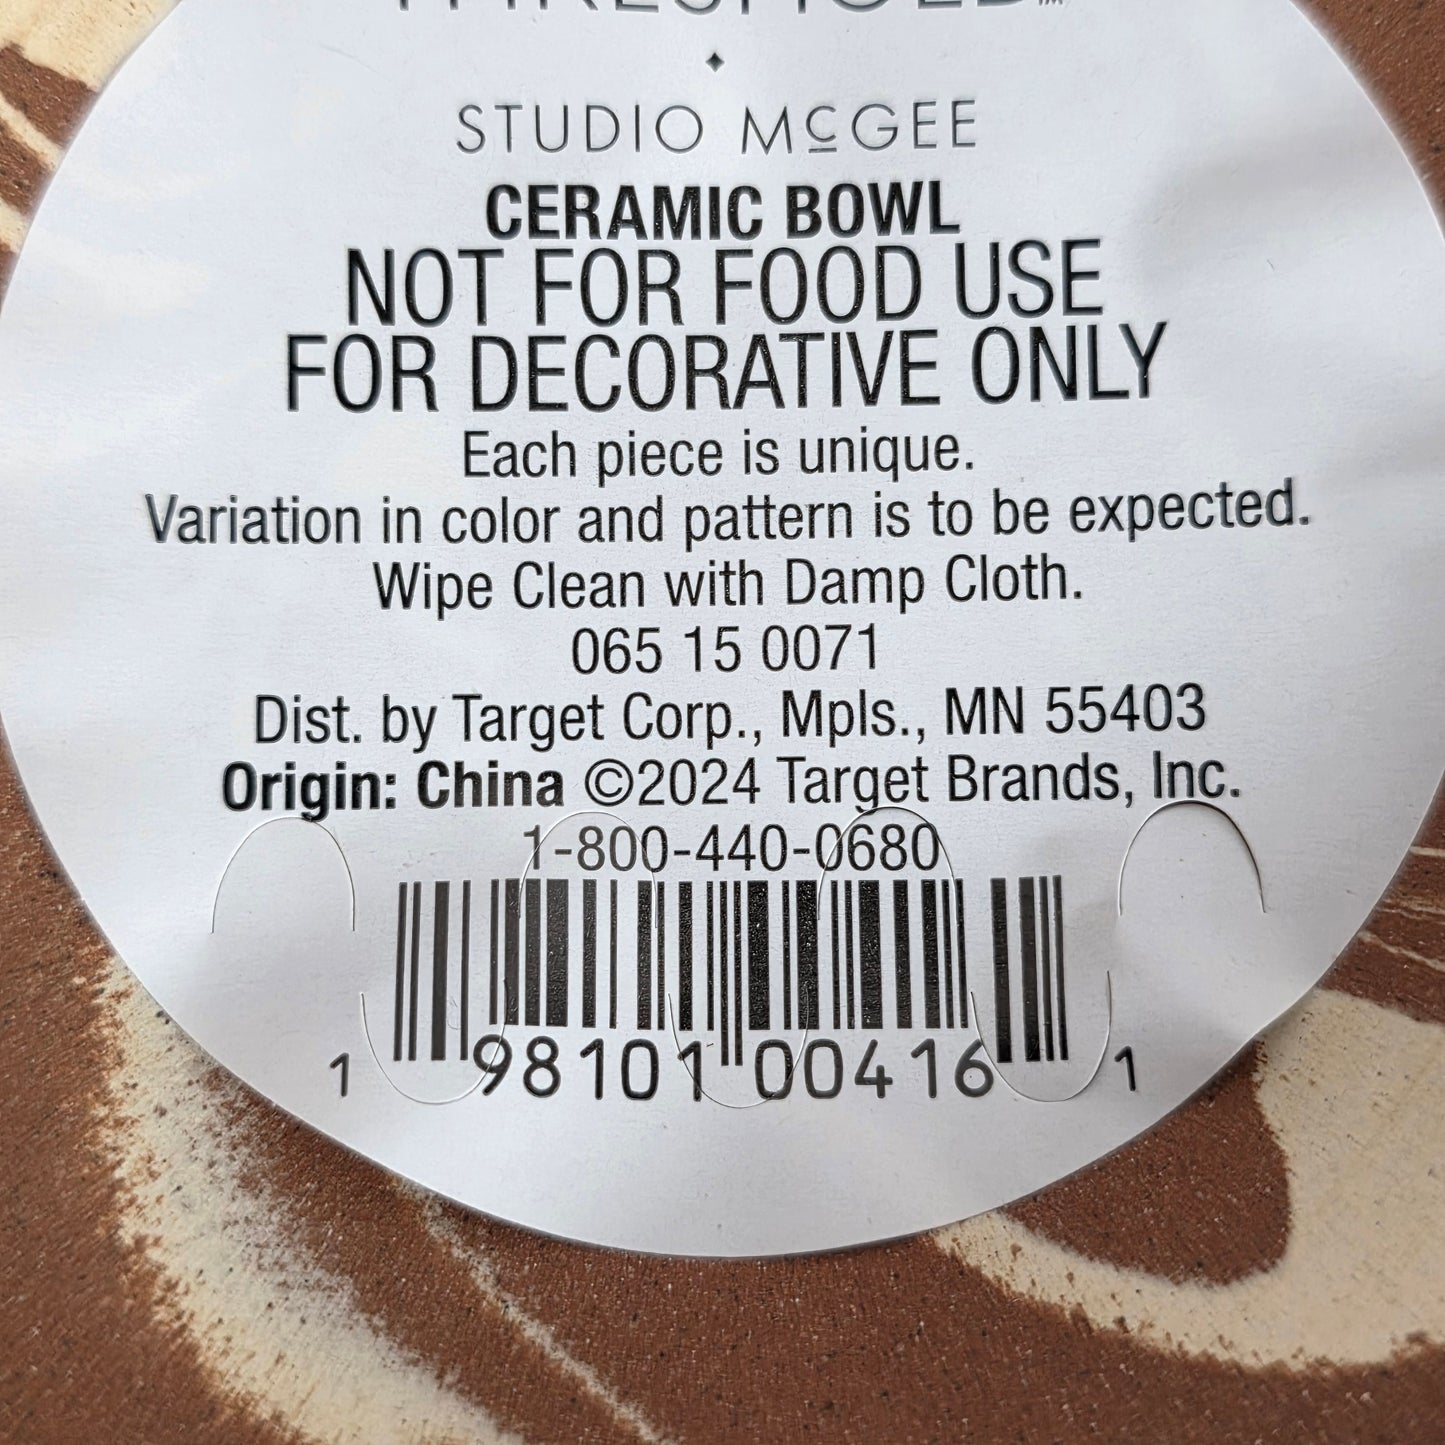 THRESHOLD™
STUDIO McGEE
CERAMIC BOWL
NOT FOR FOOD USE
FOR DECORATIVE ONLY
Each piece is unique.
Variation in color and pattern is to be expected.
Wipe Clean with Damp Cloth.
065 15 0071
Dist. by Target Corp., Mpls., MN 55403
Origin: China ©2024 Target Brands, Inc.
1-800-440-0680
1 98101 00416 1